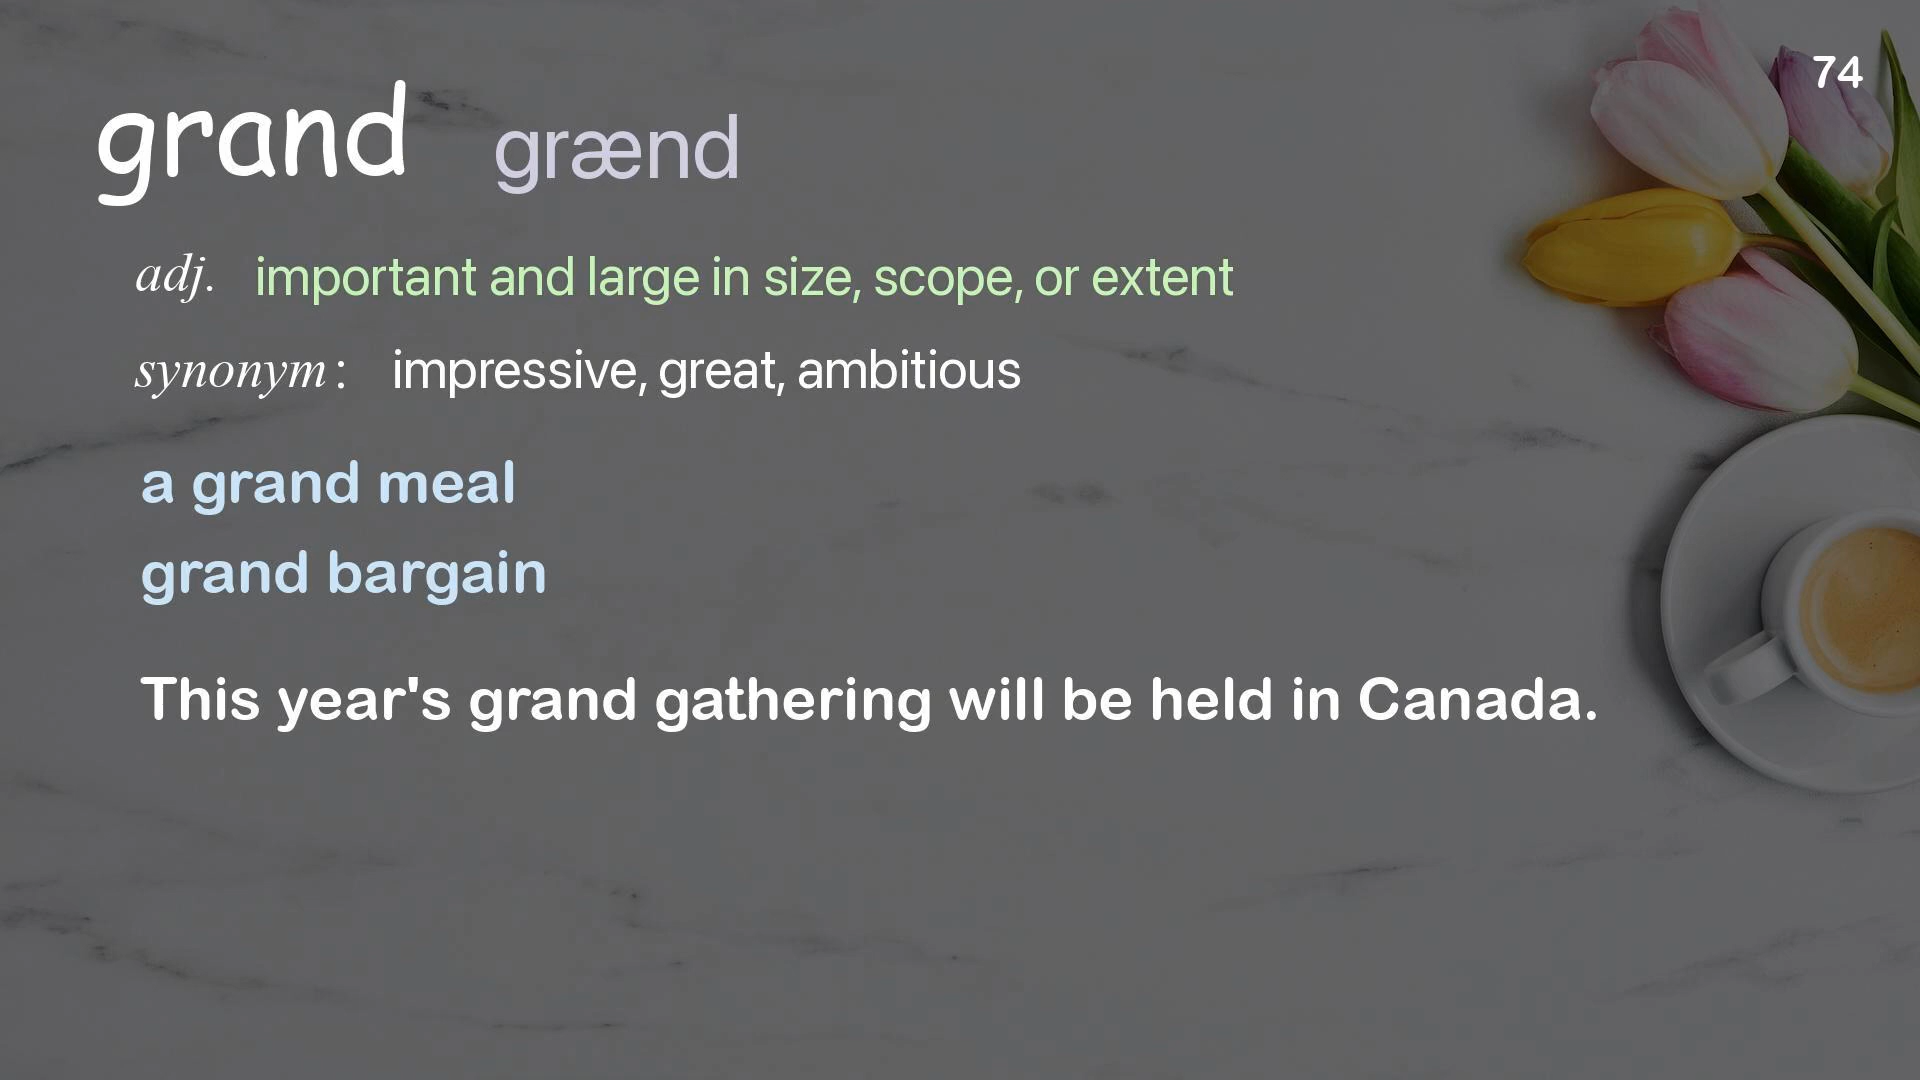 74
grand grænd
adj. important and large in size, scope, or extent
synonym: impressive, great, ambitious
a grand meal
grand bargain
This year's grand gathering will be held in Canada.